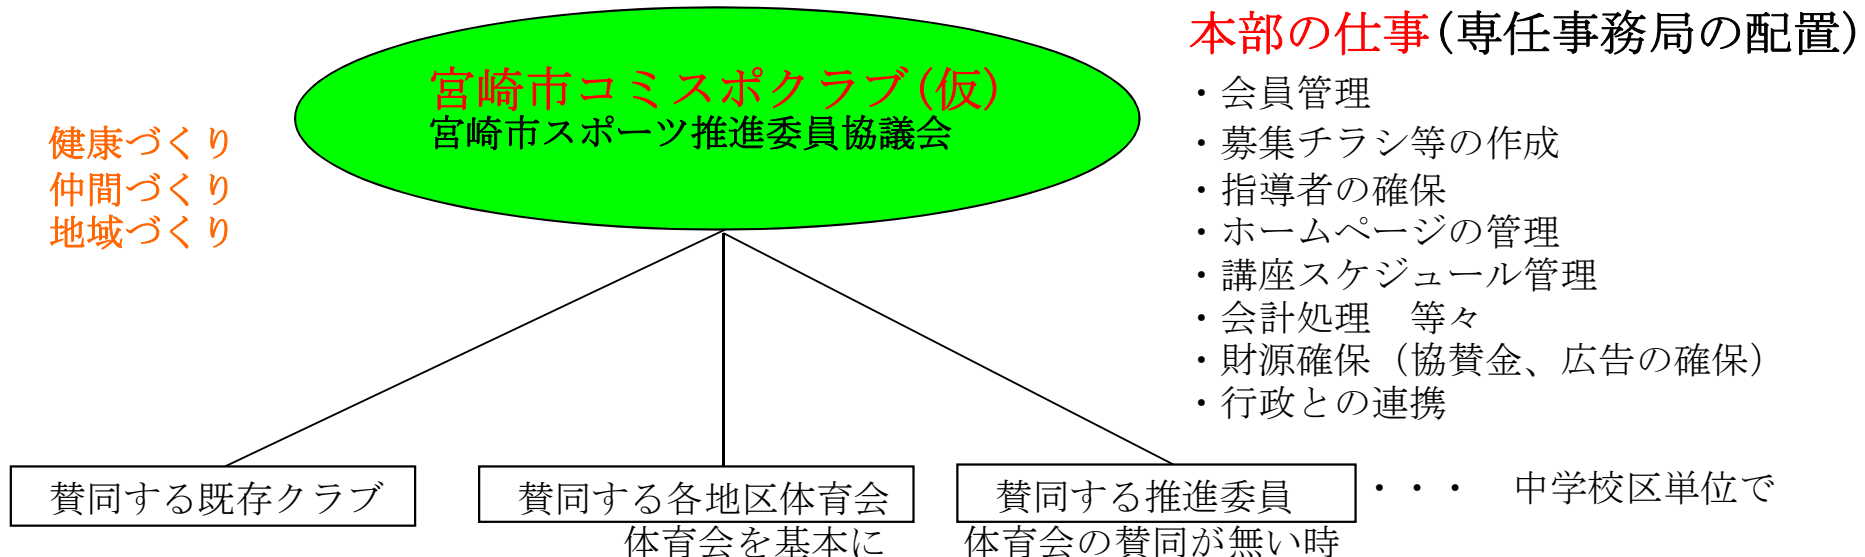 宮崎市コミスポクラブ(仮)
宮崎市スポーツ推進委員協議会
健康づくり
仲間づくり
地域づくり
本部の仕事(専任事務局の配置)
・会員管理
・募集チラシ等の作成
・指導者の確保
・ホームページの管理
・講座スケジュール管理
・会計処理　等々
・財源確保（協賛金、広告の確保）
・行政との連携
賛同する既存クラブ
賛同する各地区体育会
賛同する推進委員
・・・　中学校区単位で
体育会を基本に
体育会の賛同が無い時